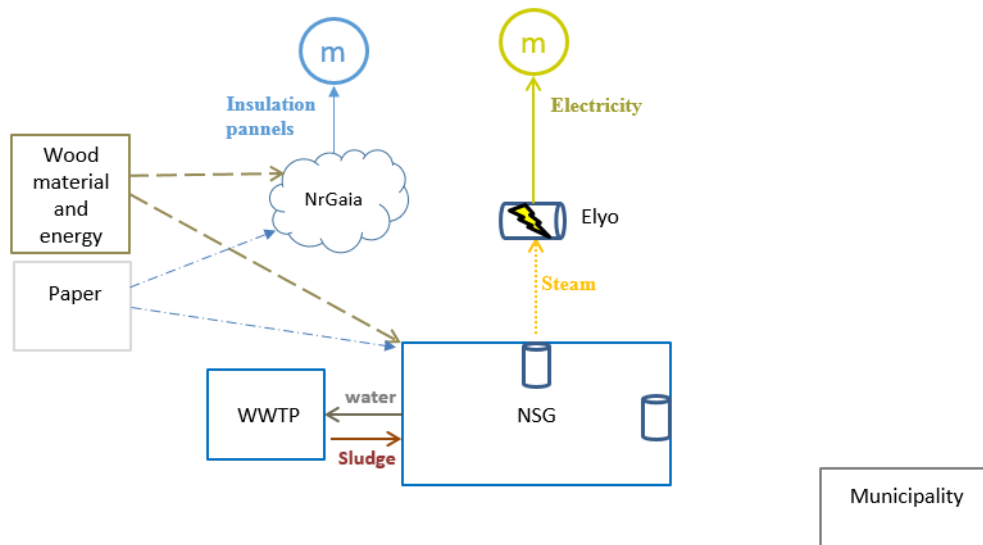 m
m
Insulation
pannels
Electricity
Wood
material
and
energy
NrGaia
Elyo
Paper
Steam
water
WWTP
NSG
Sludge
Municipality